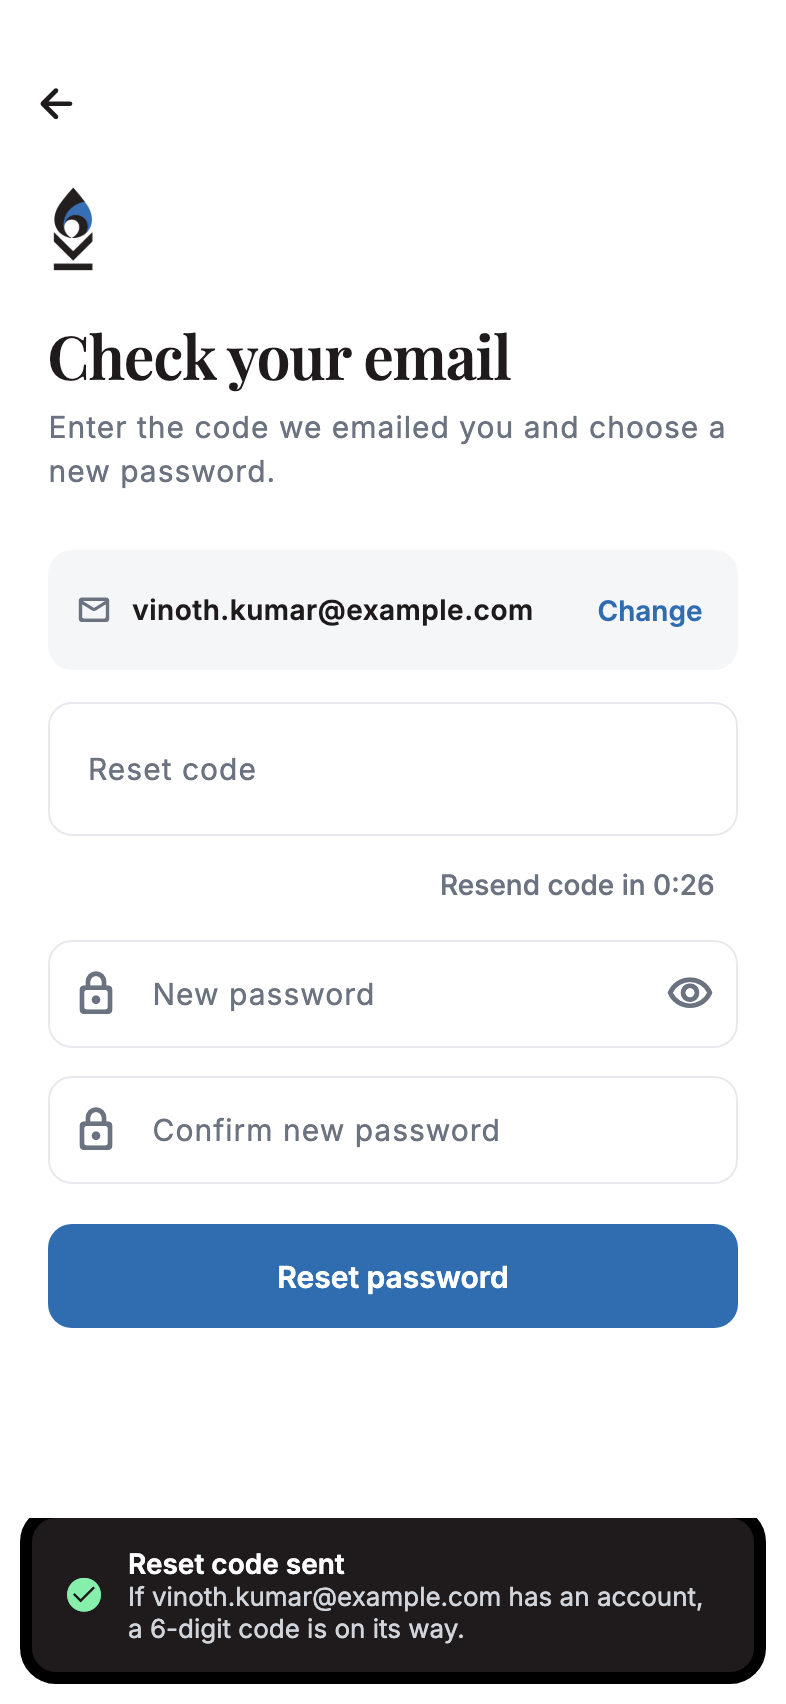 Check your email
Enter the code we emailed you and choose a
new password.
vinoth.kumar@example.com
Change
Reset code
Resend code in 0:26
New password
Confirm new password
Reset password
Reset code sent
If vinoth.kumar@example.com has an account,
a 6-digit code is on its way.